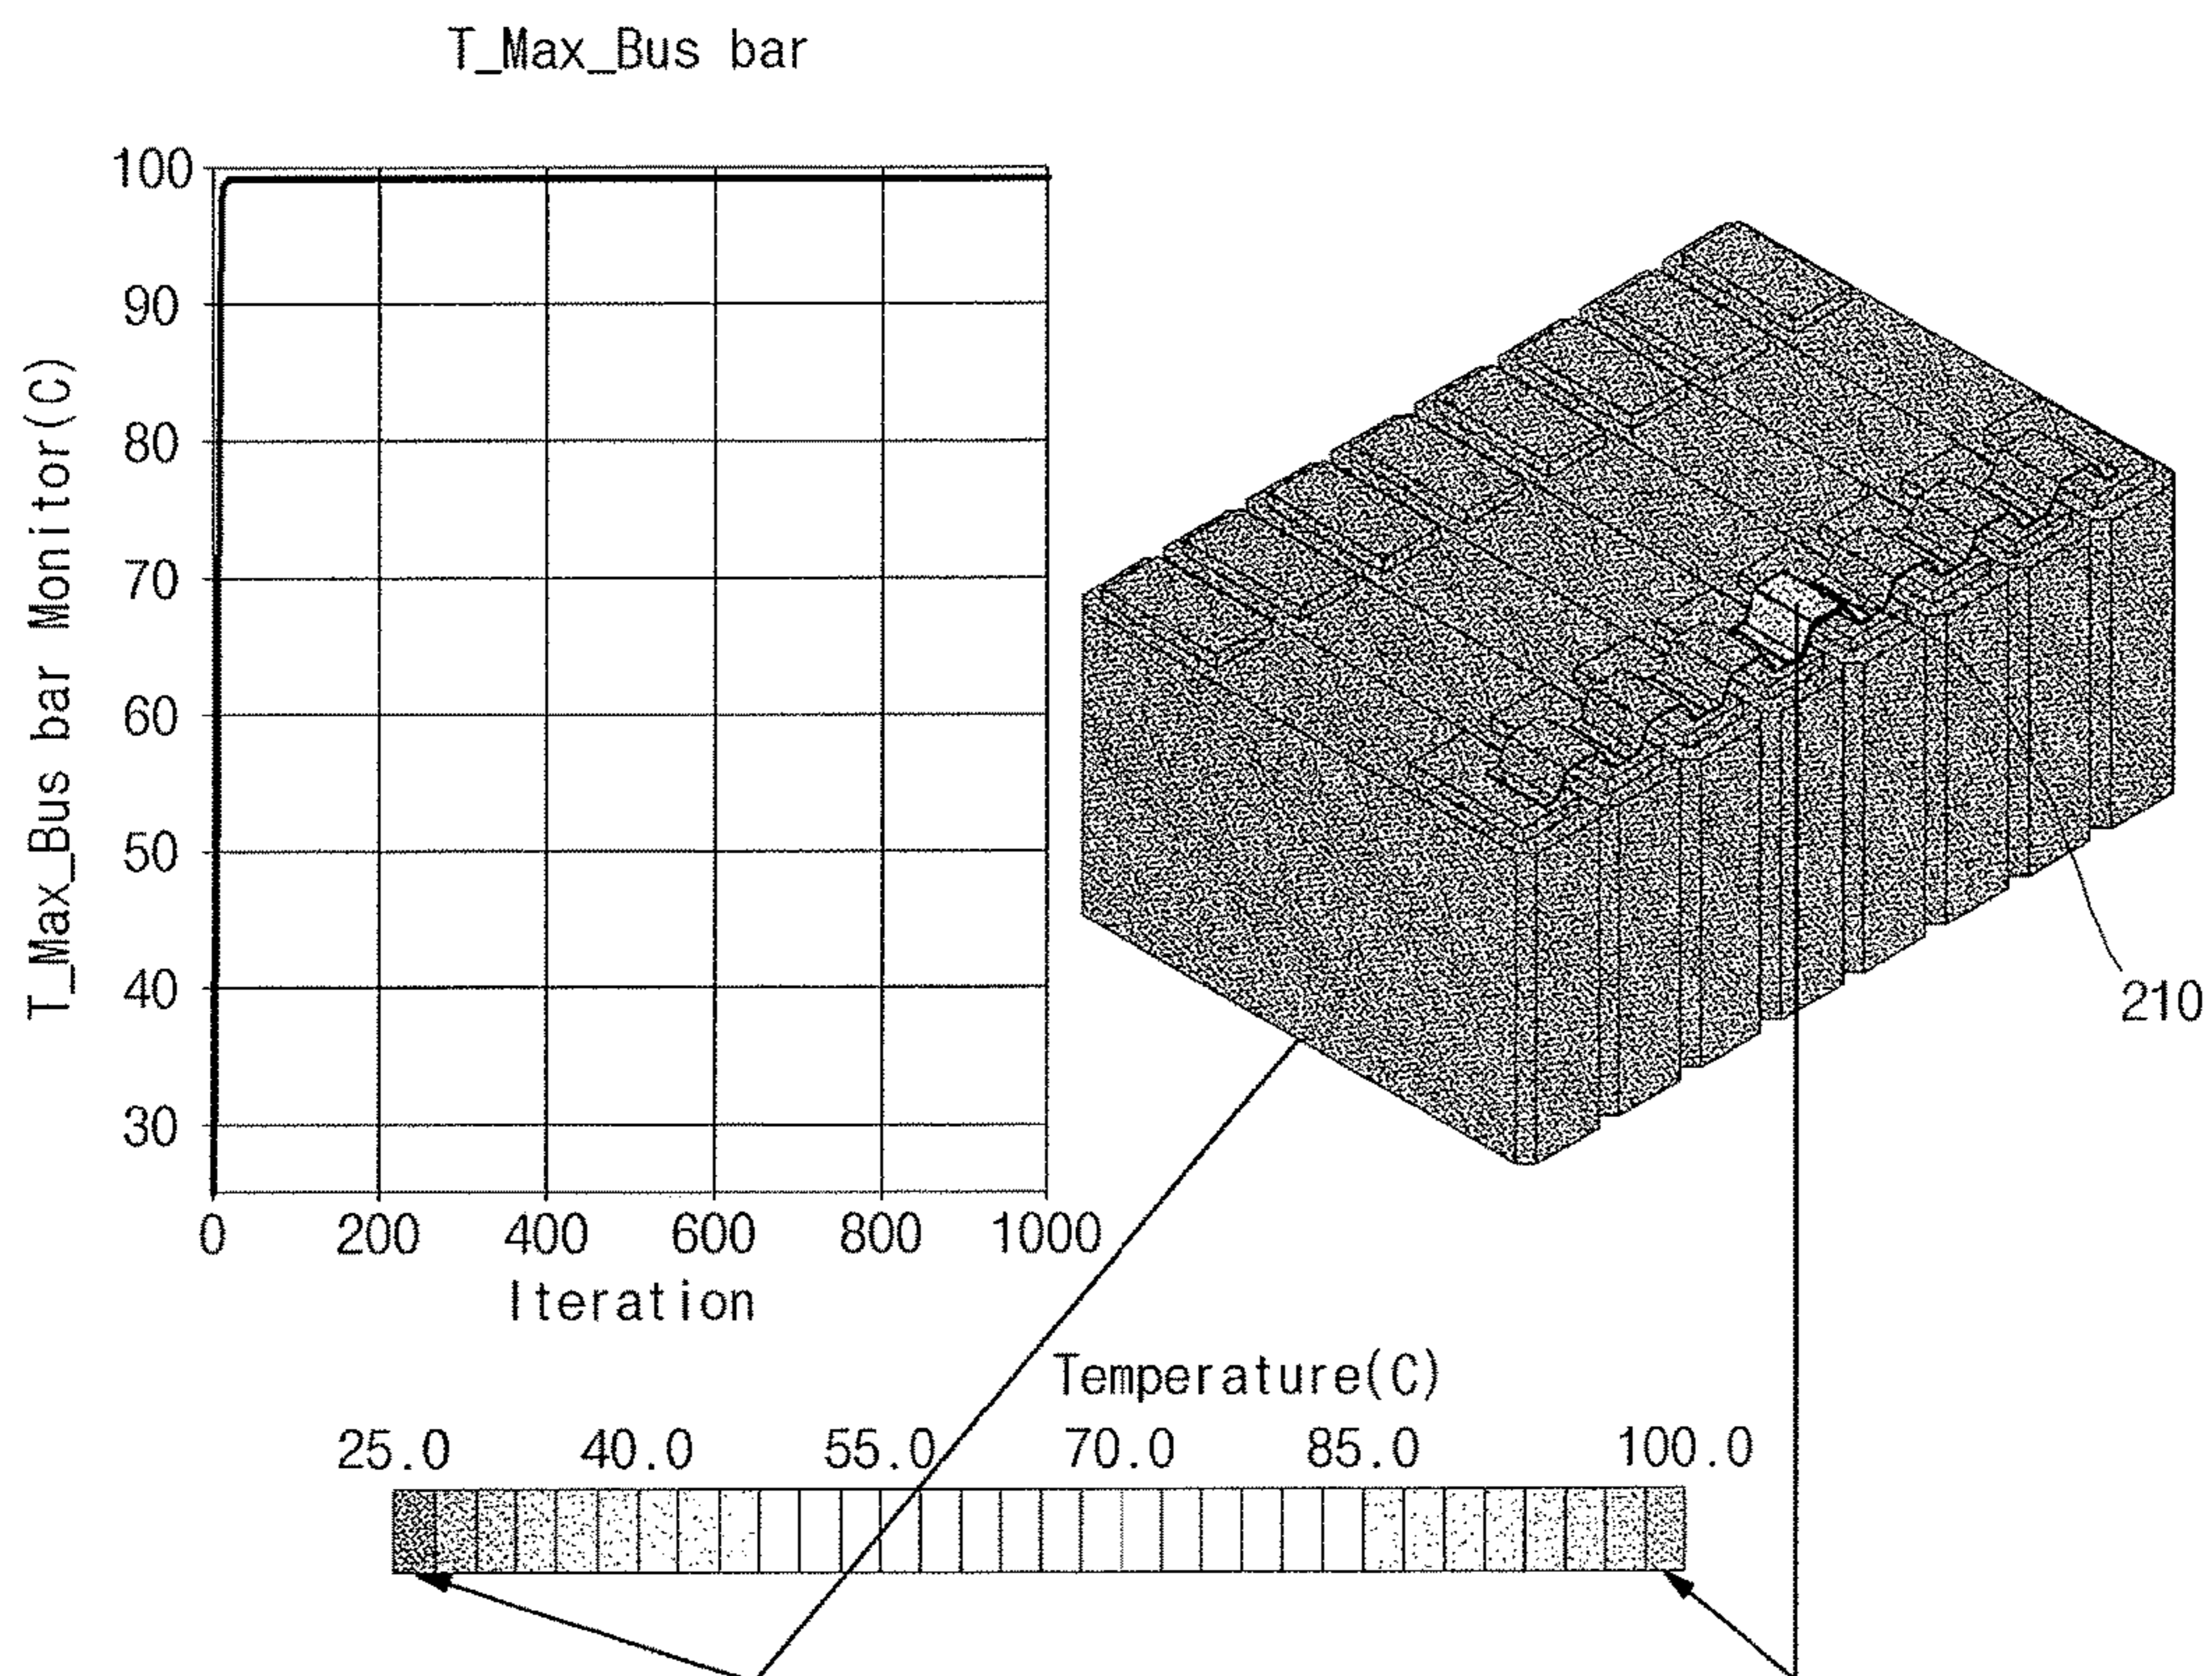 T_Max_Bus bar
T_Max_Bus bar Monitor(C)
100
90
80
70
60
50
40
30
0 200 400 600 800 1000
Iteration
210
Temperature(C)
25.0 40.0 55.0 70.0 85.0 100.0